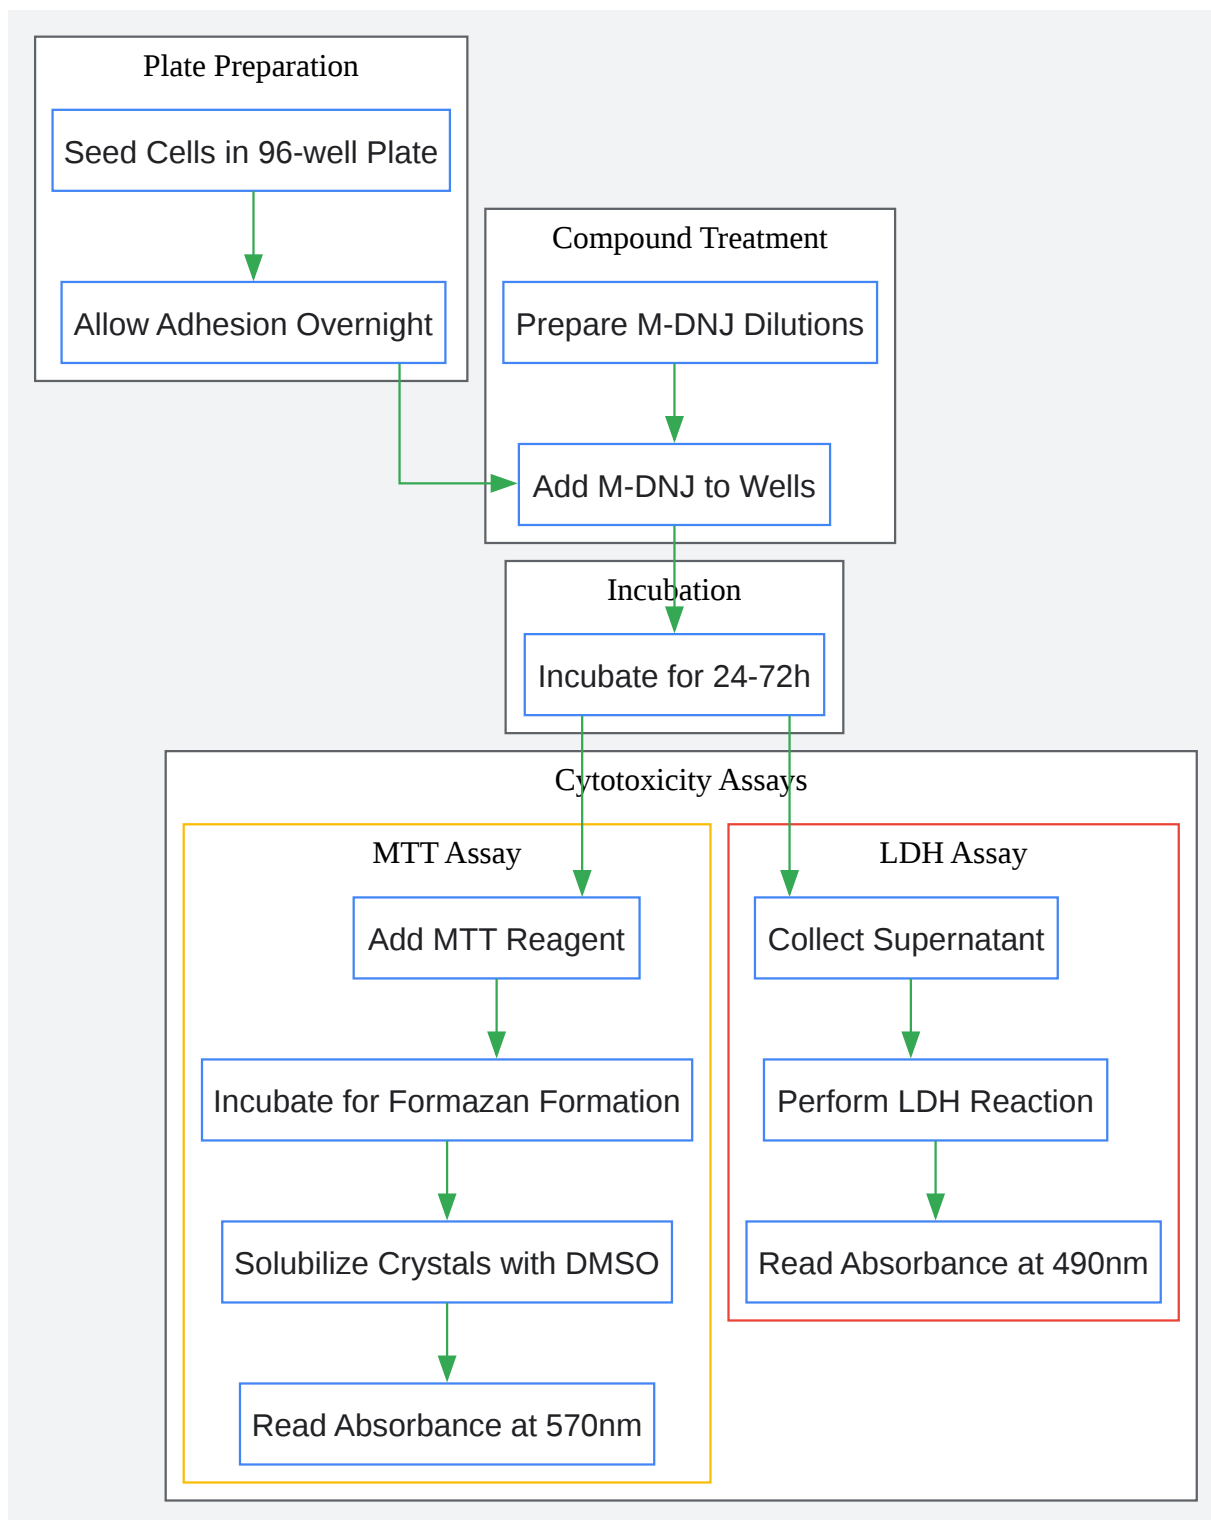 Plate Preparation
Seed Cells in 96-well Plate
Allow Adhesion Overnight
Compound Treatment
Prepare M-DNJ Dilutions
Add M-DNJ to Wells
Incubation
Incubate for 24-72h
Cytotoxicity Assays
MTT Assay
Add MTT Reagent
Incubate for Formazan Formation
Solubilize Crystals with DMSO
Read Absorbance at 570nm
LDH Assay
Collect Supernatant
Perform LDH Reaction
Read Absorbance at 490nm